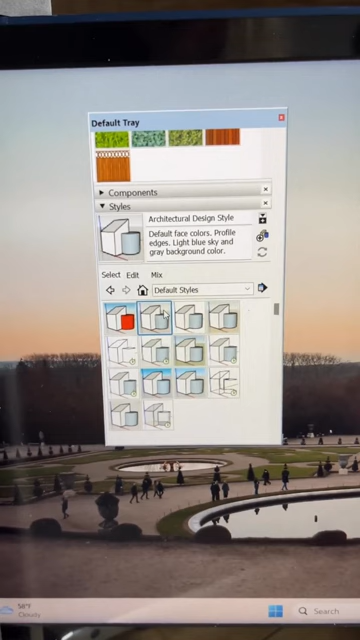 Default Tray
Components
Styles
Architectural Design Style
Default face colors. Profile
edges. Light blue sky and
gray background color.
Select Edit Mix
Default Styles
58°F
Cloudy
Search